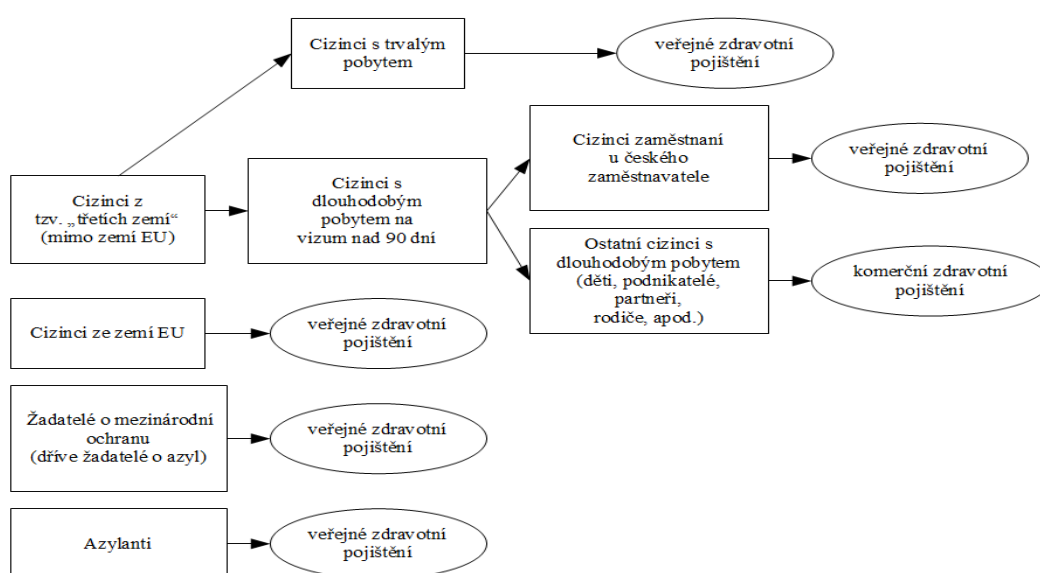 Cizinci s trvalým
pobytem
veřejné zdravotní
pojištění
Cizinci zaměstnaní
u českého
zaměstnavatele
veřejné zdravotní
pojištění
Cizinci z
tzv. „třetích zemí“
(mimo zemí EU)
Cizinci s
dlouhodobým
pobytem na
vizum nad 90 dní
Ostatní cizinci s
dlouhodobým pobytem
(děti, podnikatelé,
partneři,
rodiče, apod.)
komerční zdravotní
pojištění
Cizinci ze zemí EU
veřejné zdravotní
pojištění
Žadatelé o mezinárodní
ochranu
(dříve žadatelé o azyl)
veřejné zdravotní
pojištění
Azylanti
veřejné zdravotní
pojištění